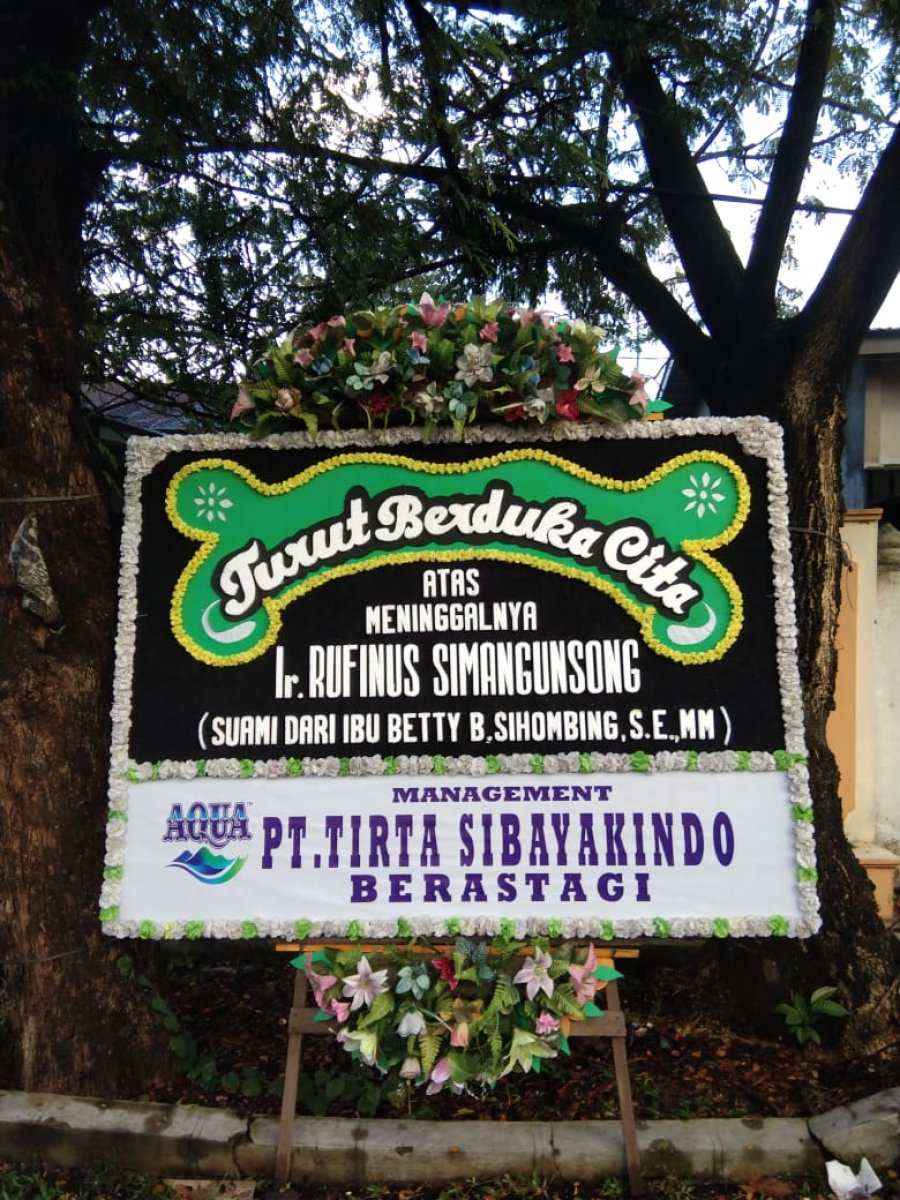 Turut Berduka Cita
ATAS
MENINGGALNYA
Ir. RUFINUS SIMANGUNSONG
(SUAMI DARI IBU BETTY B, SIHOMBING, S.E., MM)
MANAGEMENT
AQUA™
PT. TIRTA SIBAYAKINDO
BERASTAGI